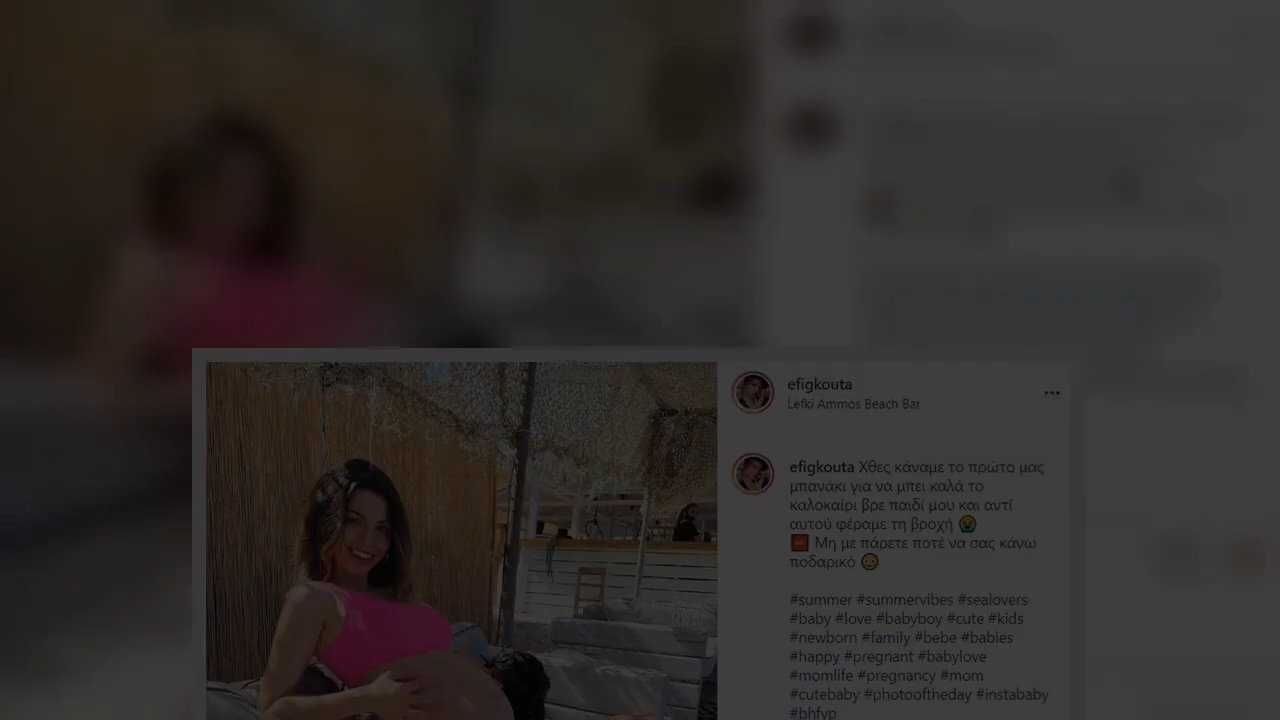 efigkouta
Lefki Ammos Beach Bar
efigkouta Χθες κάναμε το πρώτο μας
μπανάκι για να μπει καλά το
καλοκαίρι βρε παιδί μου και αντί
αυτού φέραμε τη βροχή 😭
Μη με πάρετε ποτέ να σας κάνω
ποδαρικό
#summer #summervibes #sealovers
#baby #love #babyboy #cute #kids
#newborn #family #bebe #babies
#happy #pregnant #babylove
#momlife #pregnancy #mom
#cutebaby #photooftheday #instababy
#bhfyp